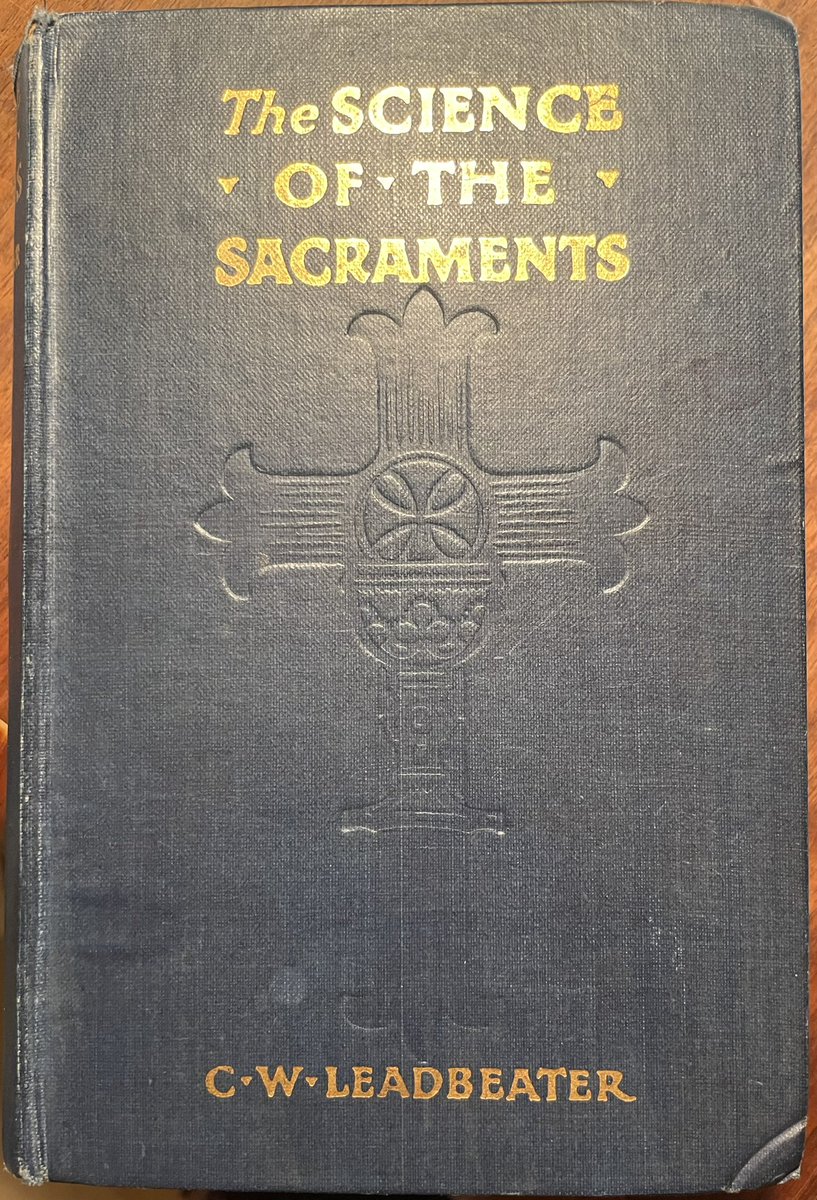 The SCIENCE
OF THE
SACRAMENTS
C·W·LEADBEATER